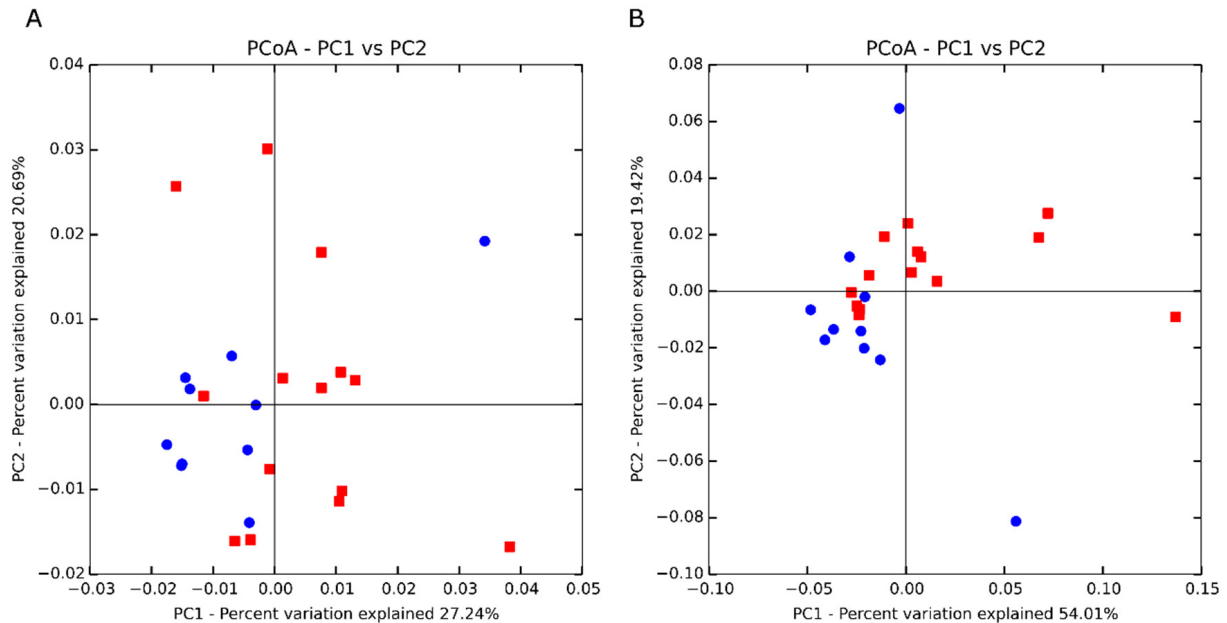 A
PCoA - PC1 vs PC2
0.04
0.03
0.02
0.01
0.00
−0.01
−0.02
−0.03 −0.02 −0.01 0.00 0.01 0.02 0.03 0.04 0.05
PC1 - Percent variation explained 27.24%
PC2 - Percent variation explained 20.69%
B
PCoA - PC1 vs PC2
0.08
0.06
0.04
0.02
0.00
−0.02
−0.04
−0.06
−0.08
−0.10
−0.10 −0.05 0.00 0.05 0.10 0.15
PC1 - Percent variation explained 54.01%
PC2 - Percent variation explained 19.42%